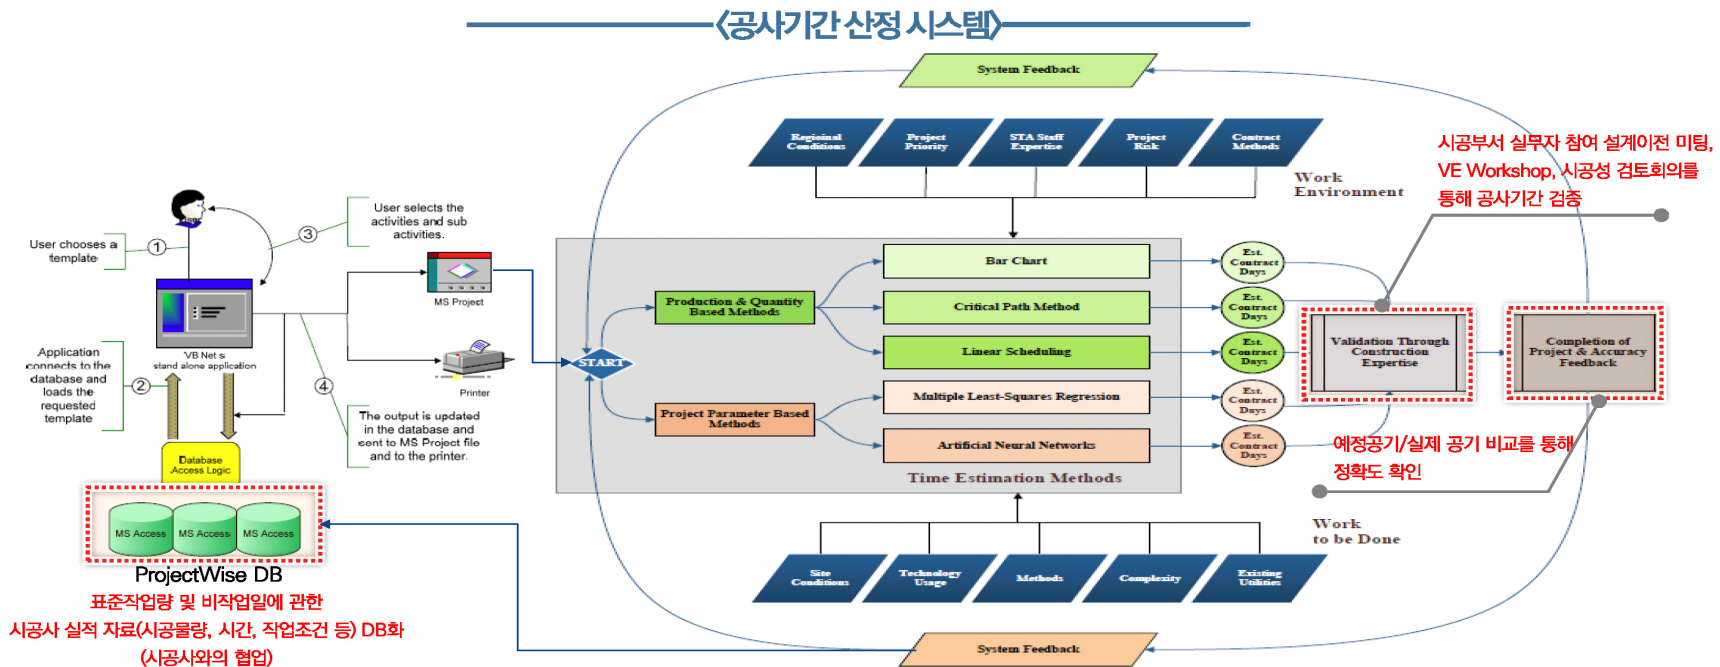 <공사기간 산정 시스템>
System Feedback
Regioinal
Conditions
Project
Priority
STA Staff
Expertise
Project
Risk
Contract
Methods
Work
Environment
시공부서 실무자 참여 설계이전 미팅,
VE Workshop, 시공성 검토회의를
통해 공사기간 검증
User
User chooses a
template
1
3
User selects the
activities and sub
activities.
MS Project
VB Net s
stand alone application
Printer
Application
connects to the
database and
loads the
requested
template
2
4
The output is updated
in the database and
sent to MS Project file
and to the printer.
Database
Access Logic
MS Access
MS Access
MS Access
ProjectWise DB
표준작업량 및 비작업일에 관한
시공사 실적 자료(시공물량, 시간, 작업조건 등) DB화
(시공사와의 협업)
START
Production & Quantity
Based Methods
Project Parameter Based
Methods
Bar Chart
Critical Path Method
Linear Scheduling
Multiple Least-Squares Regression
Artificial Neural Networks
Time Estimation Methods
Est.
Contract
Days
Est.
Contract
Days
Est.
Contract
Days
Est.
Contract
Days
Est.
Contract
Days
Validation Through
Construction
Expertise
Completion of
Project & Accuracy
Feedback
예정공기/실제 공기 비교를 통해
정확도 확인
Work
to be Done
Site
Conditions
Technology
Usage
Methods
Complexity
Existing
Utilities
System Feedback